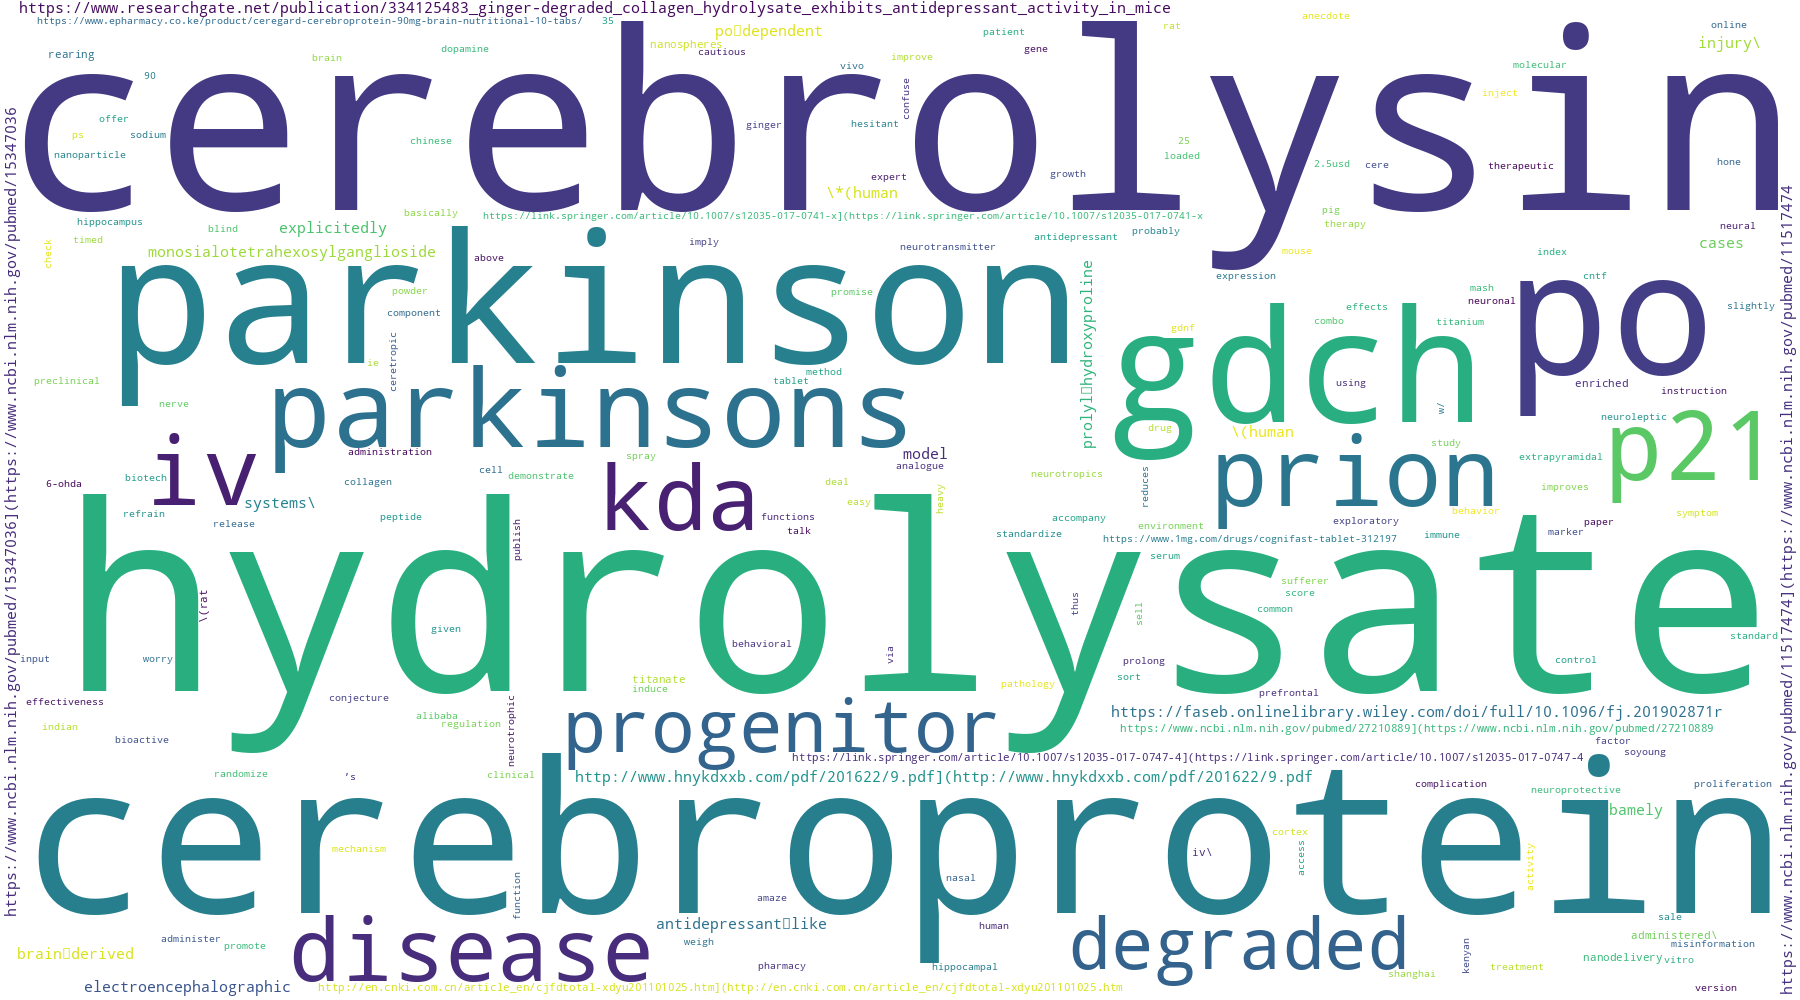 https://www.researchgate.net/publication/334125483_ginger-degraded_collagen_hydrolysate_exhibits_antidepressant_activity_in_mice
https://www.epharmacy.co.ke/product/ceregard-cerebroprotein-90mg-brain-nutritional-10-tabs/
35
anecdote
rat
online
po▯dependent
patient
nanospheres
injury\
dopamine
cautious
gene
rearing
brain
improve
vivo
molecular
90
cerebrolysin
confuse
inject
offer
ginger
hesitant
ps
sodium
chinese
25
nanoparticle
loaded
2.5usd
cere
therapeutic
hone
growth
expert
\*(human
https://www.ncbi.nlm.nih.gov/pubmed/15347036](https://www.ncbi.nlm.nih.gov/pubmed/15347036
https://www.ncbi.nlm.nih.gov/pubmed/11517474](https://www.ncbi.nlm.nih.gov/pubmed/11517474
basically
https://link.springer.com/article/10.1007/s12035-017-0741-x](https://link.springer.com/article/10.1007/s12035-017-0741-x
pig
hippocampus
blind
explicitedly
therapy
neural
probably
timed
imply
neurotransmitter
antidepressant
cases
check
monosialotetrahexosylganglioside
above
mouse
index
parkinson
expression
cntf
powder
promise
mash
neuronal
effects
slightly
component
combo
titanium
gdnf
gdch
po
prolyl▯hydroxyproline
ceretropic
ie
method
preclinical
tablet
using
enriched
instruction
parkinsons
nerve
w/
neuroleptic
drug
\(human
p21
iv
administration
spray
model
study
analogue
extrapyramidal
cell
kda
neurotropics
prion
6-ohda
biotech
collagen
demonstrate
deal
reduces
improves
systems\
easy
heavy
refrain
peptide
functions
accompany
behavior
symptom
release
publish
talk
environment
exploratory
paper
standardize
marker
https://www.1mg.com/drugs/cognifast-tablet-312197
immune
hydrolysate
serum
\(rat
sufferer
score
thus
common
sell
given
behavioral
standard
input
worry
via
prolong
control
sort
titanate
induce
pathology
effectiveness
conjecture
prefrontal
neurotrophic
alibaba
regulation
progenitor
https://faseb.onlinelibrary.wiley.com/doi/full/10.1096/fj.201902871r
indian
https://www.ncbi.nlm.nih.gov/pubmed/27210889](https://www.ncbi.nlm.nih.gov/pubmed/27210889
bioactive
factor
soyoung
https://link.springer.com/article/10.1007/s12035-017-0747-4](https://link.springer.com/article/10.1007/s12035-017-0747-4
randomize
’s
clinical
http://www.hnykdxxb.com/pdf/201622/9.pdf](http://www.hnykdxxb.com/pdf/201622/9.pdf
complication
proliferation
neuroprotective
cerebroprotein
bamely
cortex
mechanism
iv\
access
activity
nasal
function
amaze
disease
antidepressant▯like
human
degraded
sale
administer
promote
weigh
administered\
misinformation
brain▯derived
nanodelivery
vitro
pharmacy
hippocampal
shanghai
kenyan
treatment
electroencephalographic
http://en.cnki.com.cn/article_en/cjfdtotal-xdyu201101025.htm](http://en.cnki.com.cn/article_en/cjfdtotal-xdyu201101025.htm
version